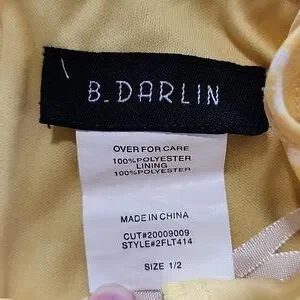 B. DARLIN
OVER FOR CARE
100%POLYESTER
LINING
100%POLYESTER
MADE IN CHINA
CUT#20009009
STYLE#2FLT414
SIZE 1/2